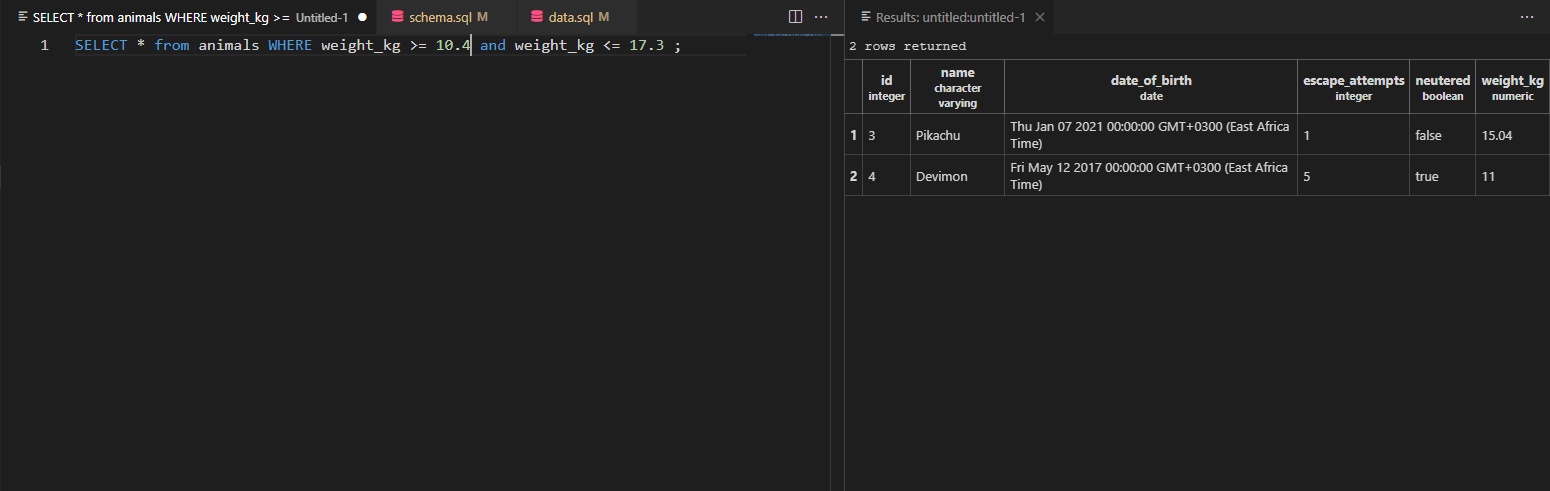 SELECT * from animals WHERE weight_kg >= Untitled-1
schema.sql M
data.sql M
...
1 SELECT * from animals WHERE weight_kg >= 10.4 and weight_kg <= 17.3 ;
Results: untitled:untitled-1
...
2 rows returned
id integer
name character varying
date_of_birth date
escape_attempts integer
neutered boolean
weight_kg numeric
1 3 Pikachu Thu Jan 07 2021 00:00:00 GMT+0300 (East Africa Time) 1 false 15.04
2 4 Devimon Fri May 12 2017 00:00:00 GMT+0300 (East Africa Time) 5 true 11